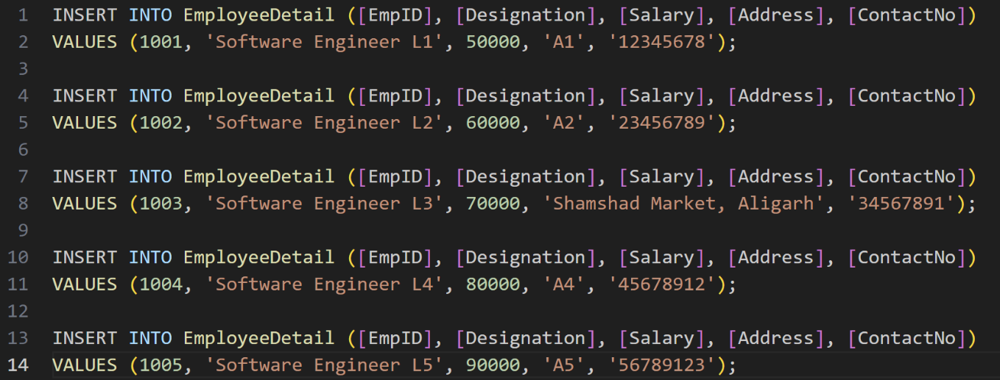 1 INSERT INTO EmployeeDetail ([EmpID], [Designation], [Salary], [Address], [ContactNo])
2 VALUES (1001, 'Software Engineer L1', 50000, 'A1', '12345678');
3
4 INSERT INTO EmployeeDetail ([EmpID], [Designation], [Salary], [Address], [ContactNo])
5 VALUES (1002, 'Software Engineer L2', 60000, 'A2', '23456789');
6
7 INSERT INTO EmployeeDetail ([EmpID], [Designation], [Salary], [Address], [ContactNo])
8 VALUES (1003, 'Software Engineer L3', 70000, 'Shamshad Market, Aligarh', '34567891');
9
10 INSERT INTO EmployeeDetail ([EmpID], [Designation], [Salary], [Address], [ContactNo])
11 VALUES (1004, 'Software Engineer L4', 80000, 'A4', '45678912');
12
13 INSERT INTO EmployeeDetail ([EmpID], [Designation], [Salary], [Address], [ContactNo])
14 VALUES (1005, 'Software Engineer L5', 90000, 'A5', '56789123');